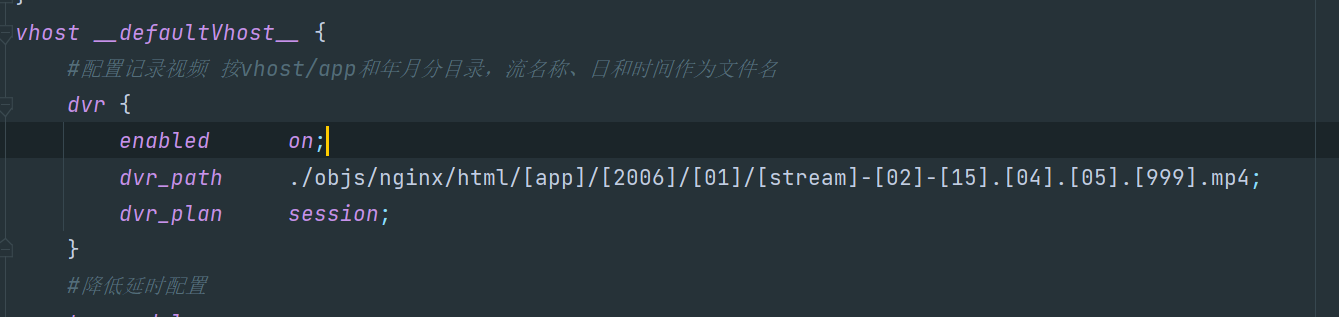 vhost __defaultVhost__ {
#配置记录视频 按vhost/app和年月分目录，流名称、日和时间作为文件名
dvr {
enabled on;
dvr_path ./objs/nginx/html/[app]/[2006]/[01]/[stream]-[02]-[15].[04].[05].[999].mp4;
dvr_plan session;
}
#降低延时配置